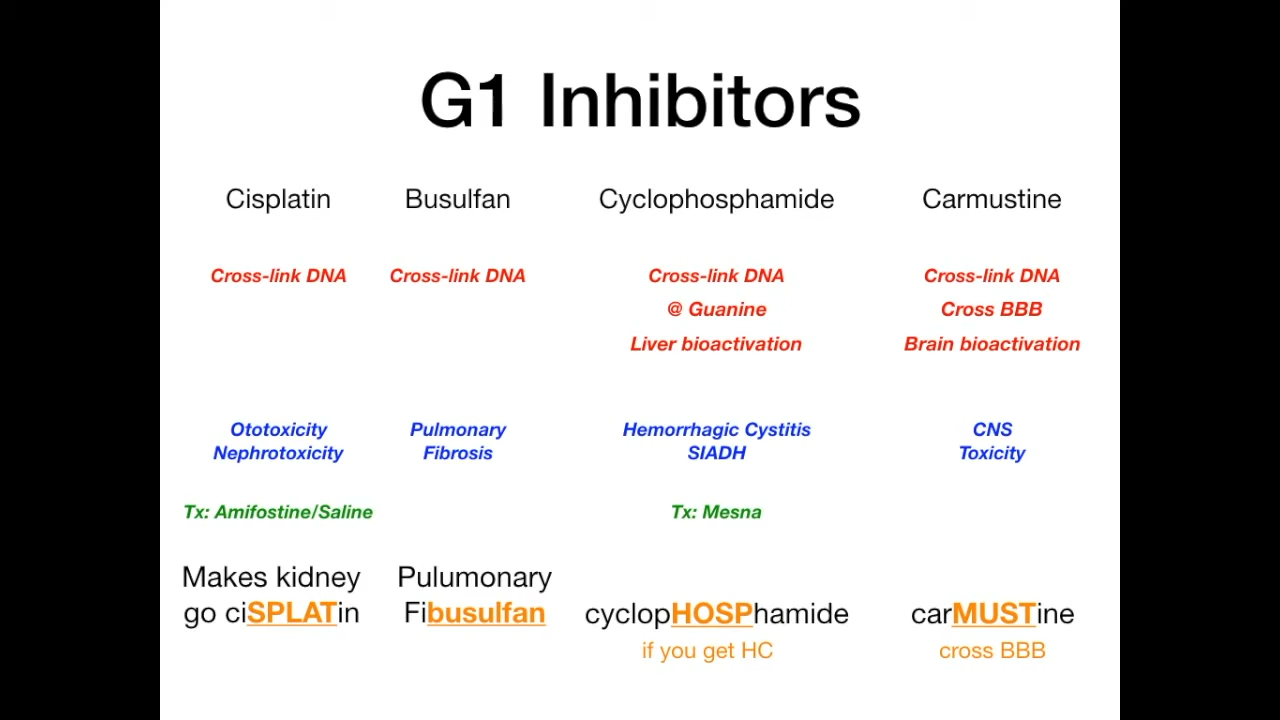 G1 Inhibitors
Cisplatin
Busulfan
Cyclophosphamide
Carmustine
Cross-link DNA
Cross-link DNA
Cross-link DNA
@ Guanine
Liver bioactivation
Cross-link DNA
Cross BBB
Brain bioactivation
Ototoxicity
Nephrotoxicity
Pulmonary
Fibrosis
Hemorrhagic Cystitis
SIADH
CNS
Toxicity
Tx: Amifostine/Saline
Tx: Mesna
Makes kidney
go ciSPLATin
Pulumonary
Fibusulfan
cyclopHOSPhamide
if you get HC
carMUSTine
cross BBB